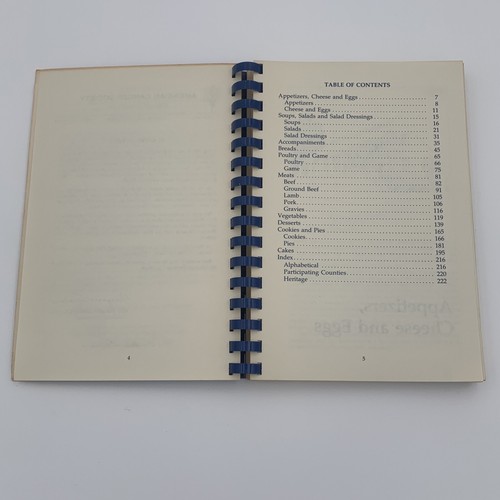 TABLE OF CONTENTS
Appetizers, Cheese and Eggs 7
Appetizers 8
Cheese and Eggs 11
Soups, Salads and Salad Dressings 15
Soups 16
Salads 21
Salad Dressings 31
Accompaniments 35
Breads 45
Poultry and Game 65
Poultry 66
Game 75
Meats 81
Beef 82
Ground Beef 91
Lamb 105
Pork 106
Gravies 116
Vegetables 119
Desserts 139
Cookies and Pies 165
Cookies 166
Pies 181
Cakes 195
Index 216
Alphabetical 216
Participating Counties 220
Heritage 222
Appetizers,
Cheese and Eggs
4
5